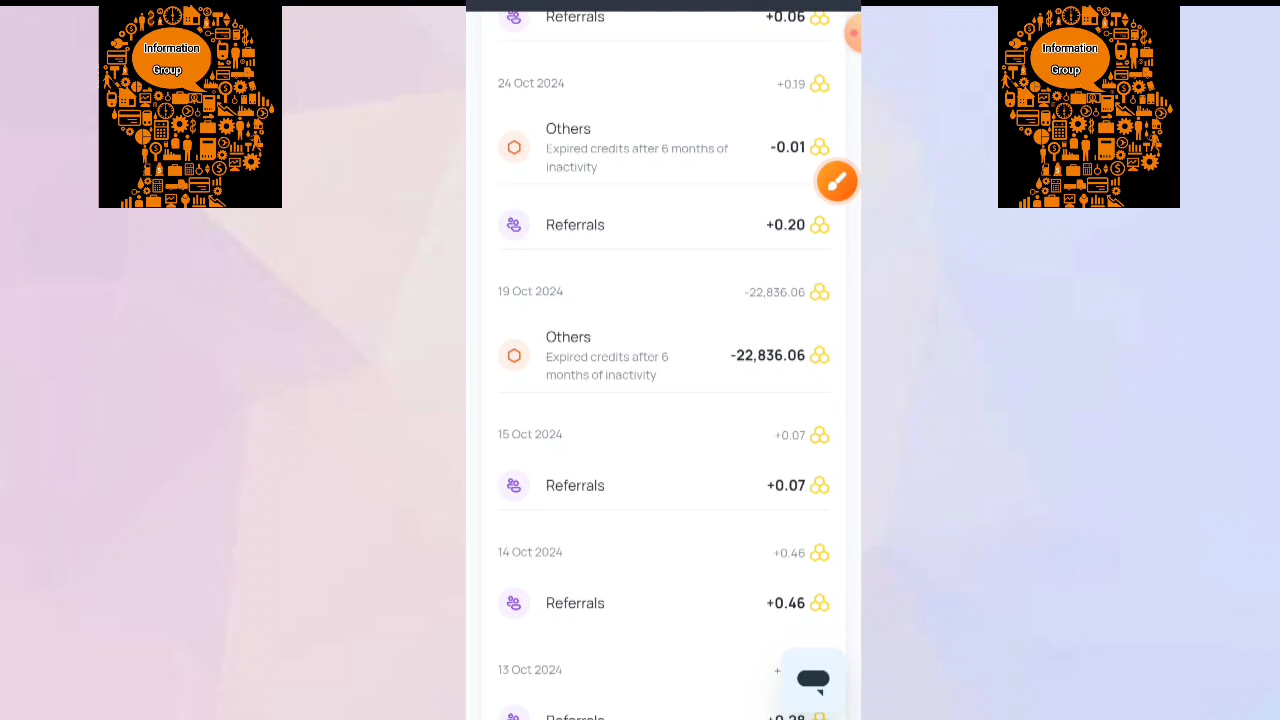 Information
Group
Information
Group
Referrals
+0.06
24 Oct 2024
+0.19
Others
Expired credits after 6 months of
inactivity
-0.01
Referrals
+0.20
19 Oct 2024
-22,836.06
Others
Expired credits after 6
months of inactivity
-22,836.06
15 Oct 2024
+0.07
Referrals
+0.07
14 Oct 2024
+0.46
Referrals
+0.46
13 Oct 2024
+
Referrals